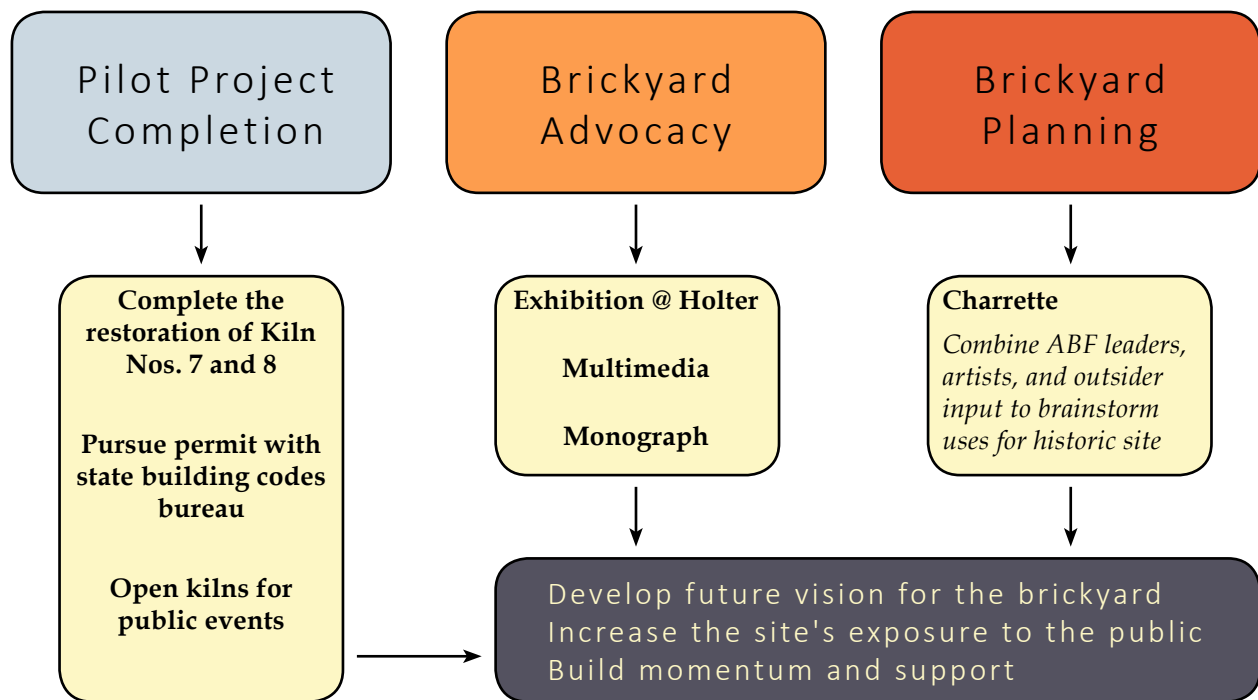 Pilot Project
Completion
Brickyard
Advocacy
Brickyard
Planning
Complete the
restoration of Kiln
Nos. 7 and 8
Pursue permit with
state building codes
bureau
Open kilns for
public events
Exhibition @ Holter
Multimedia
Monograph
Charrette
Combine ABF leaders,
artists, and outsider
input to brainstorm
uses for historic site
Develop future vision for the brickyard
Increase the site's exposure to the public
Build momentum and support